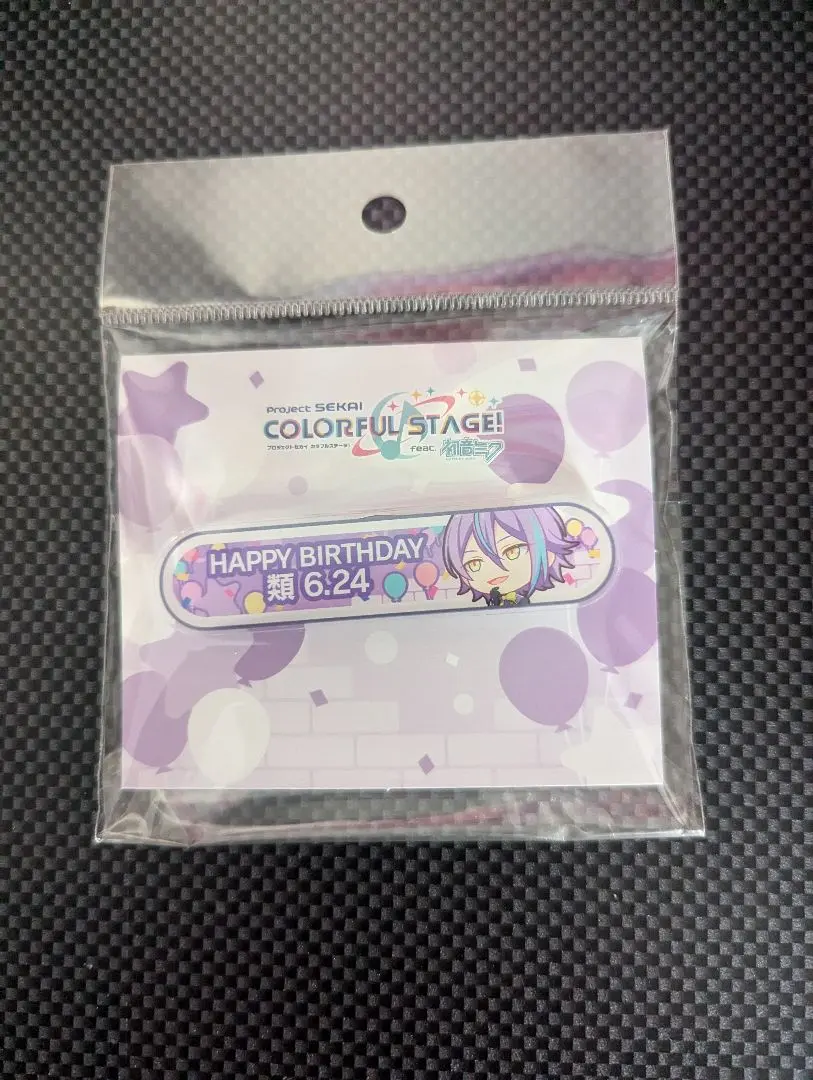 Project SEKAI
COLORFUL STAGE!
プロジェクトセカイ カラフルステージ!
feat. 初音ミク
HAPPY BIRTHDAY
類 6.24